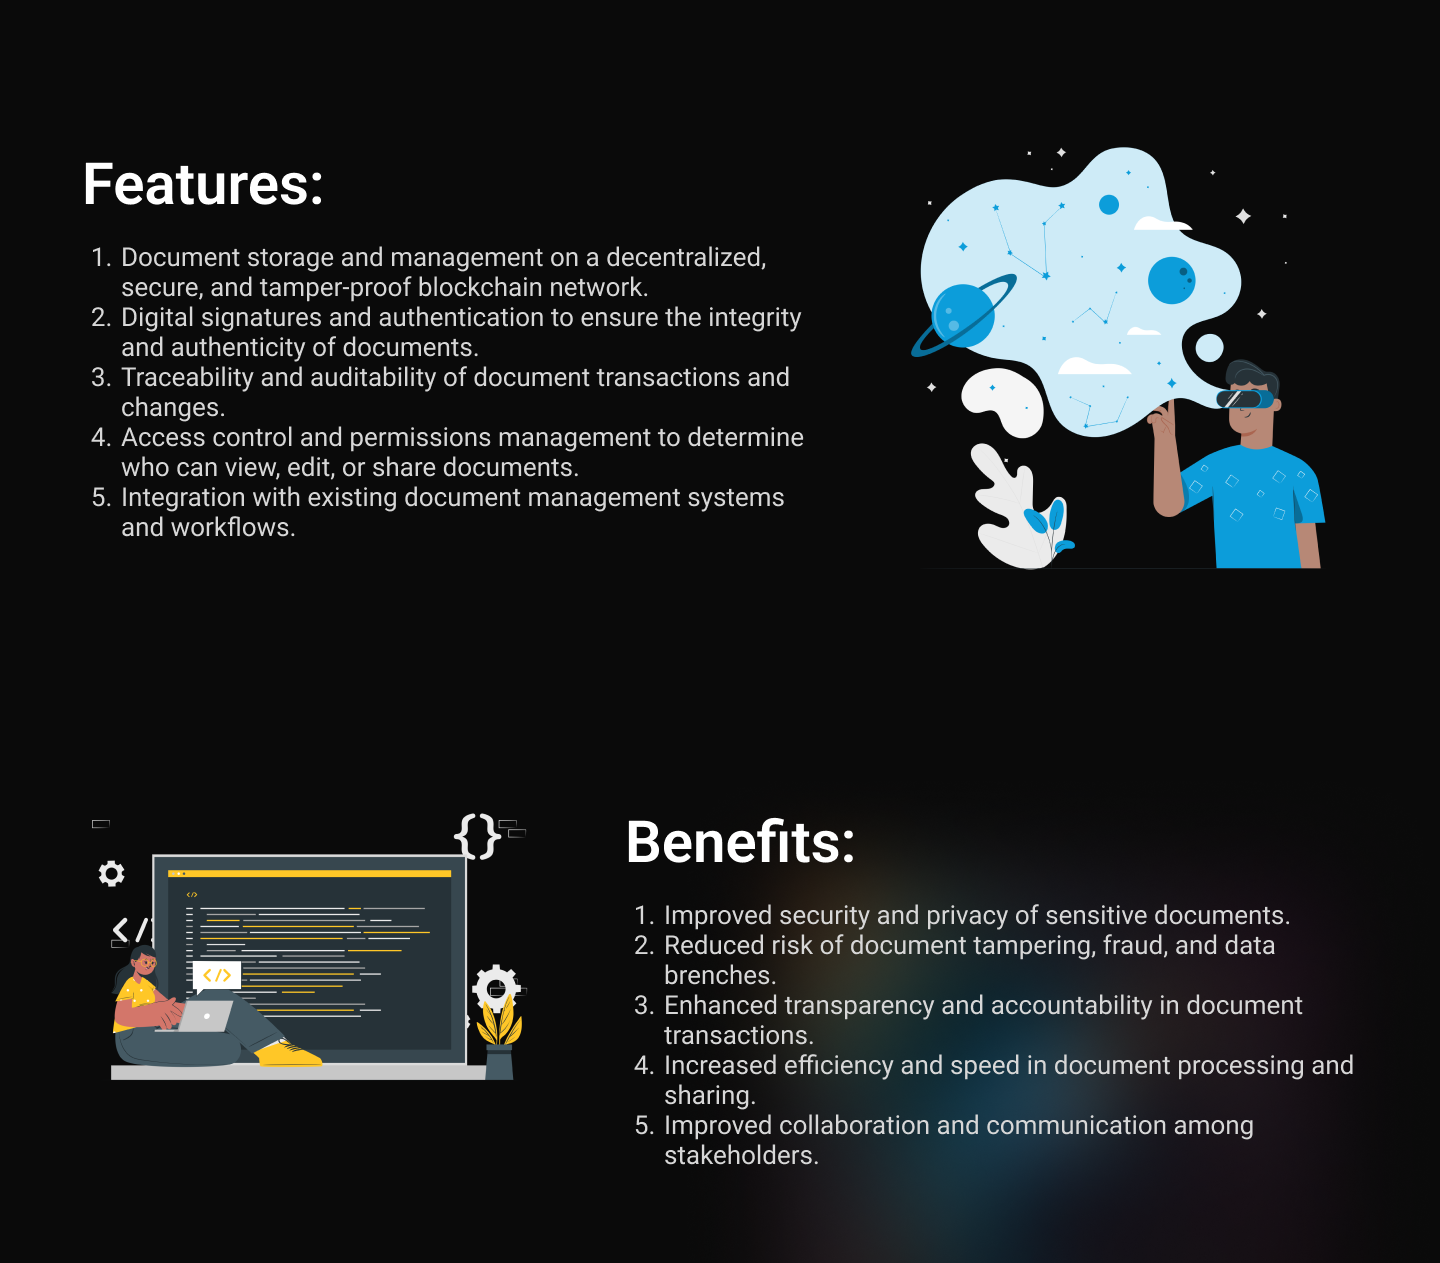 Features:
1. Document storage and management on a decentralized,
secure, and tamper-proof blockchain network.
2. Digital signatures and authentication to ensure the integrity
and authenticity of documents.
3. Traceability and auditability of document transactions and
changes.
4. Access control and permissions management to determine
who can view, edit, or share documents.
5. Integration with existing document management systems
and workflows.
{}
</>
</>
</
Benefits:
1. Improved security and privacy of sensitive documents.
2. Reduced risk of document tampering, fraud, and data
brenches.
3. Enhanced transparency and accountability in document
transactions.
4. Increased efficiency and speed in document processing and
sharing.
5. Improved collaboration and communication among
stakeholders.